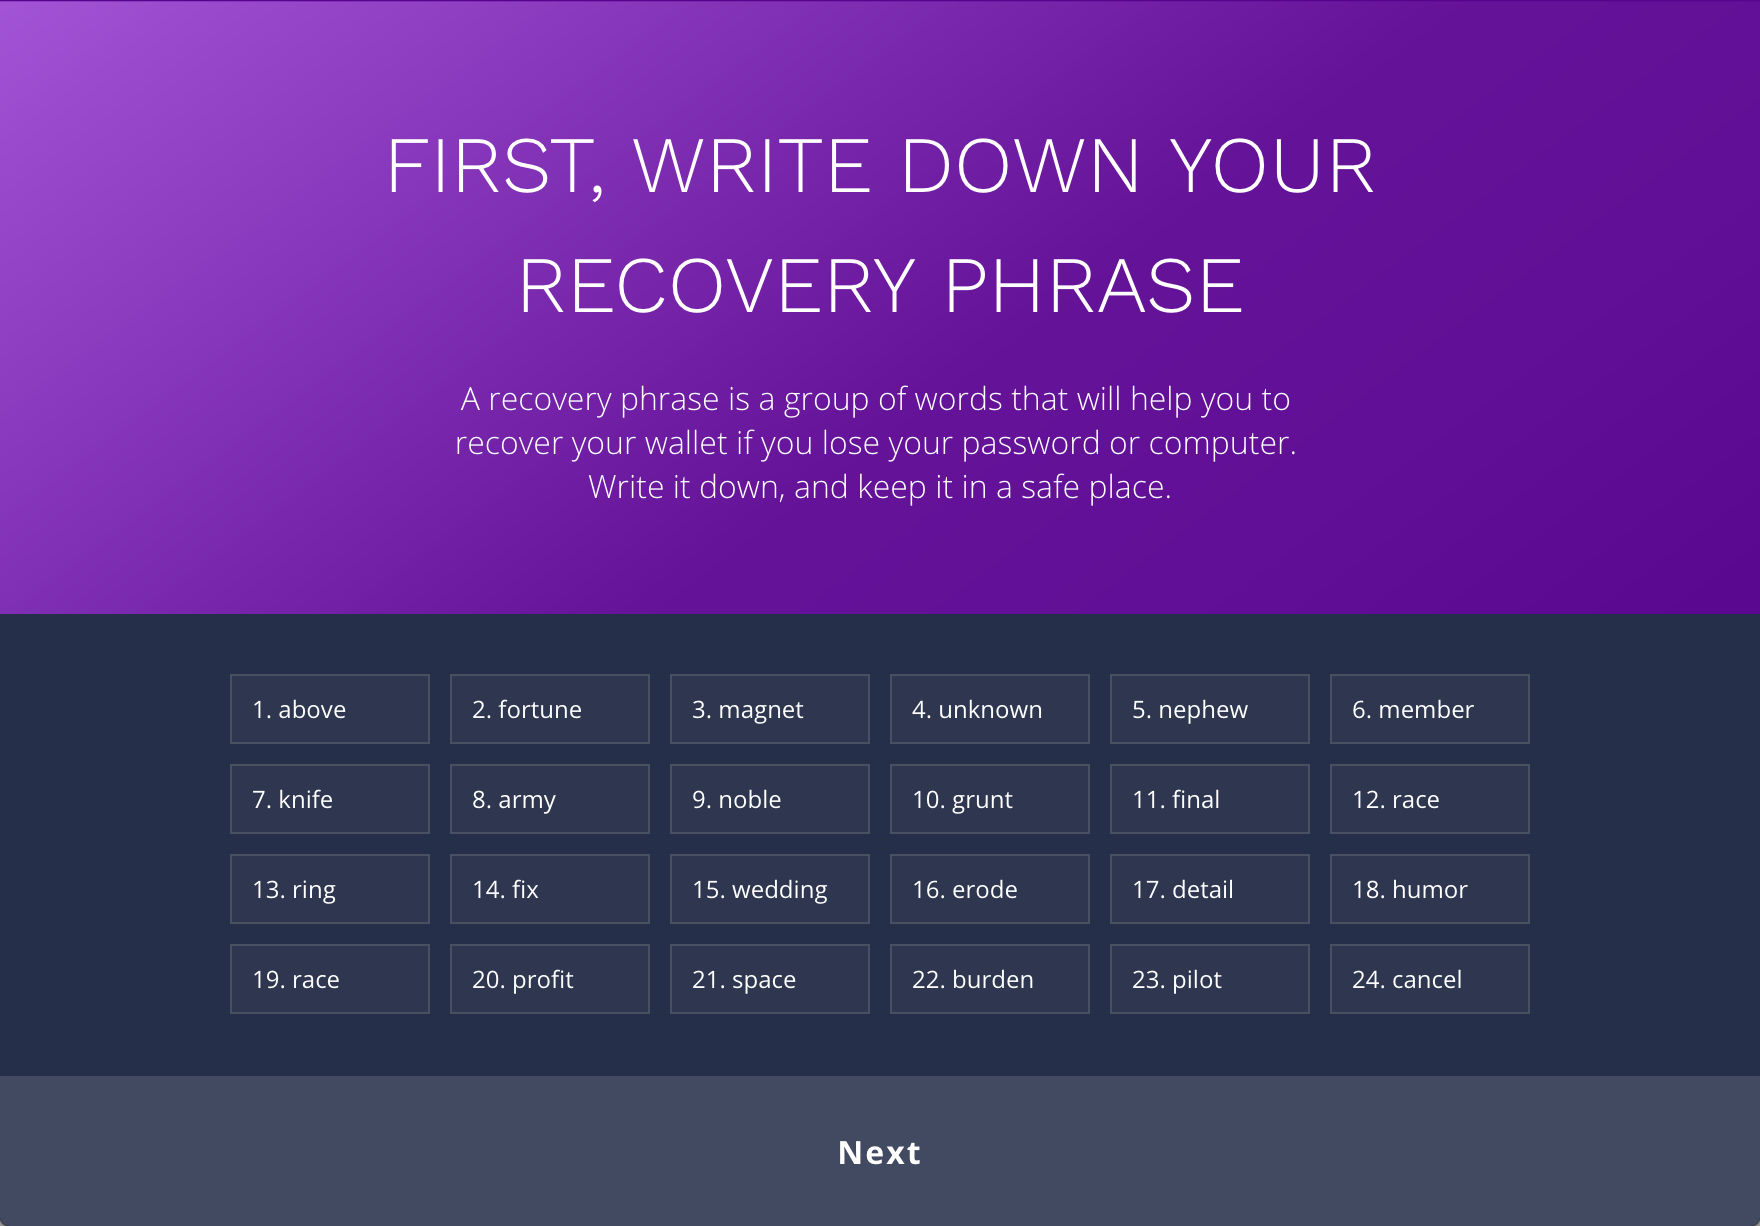 FIRST, WRITE DOWN YOUR
RECOVERY PHRASE
A recovery phrase is a group of words that will help you to
recover your wallet if you lose your password or computer.
Write it down, and keep it in a safe place.
1. above 2. fortune 3. magnet 4. unknown 5. nephew 6. member
7. knife 8. army 9. noble 10. grunt 11. final 12. race
13. ring 14. fix 15. wedding 16. erode 17. detail 18. humor
19. race 20. profit 21. space 22. burden 23. pilot 24. cancel
Next